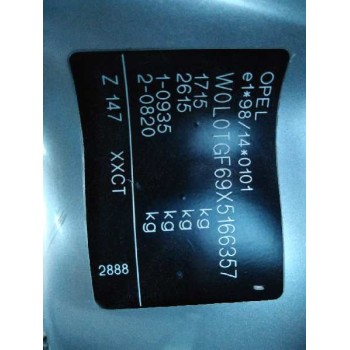 OPEL
e1*98/14*0101
W0L0TGF69X5166357
1715 kg
2615 kg
1-0935 kg
2-0820 kg
Z 147 XXCT
2888